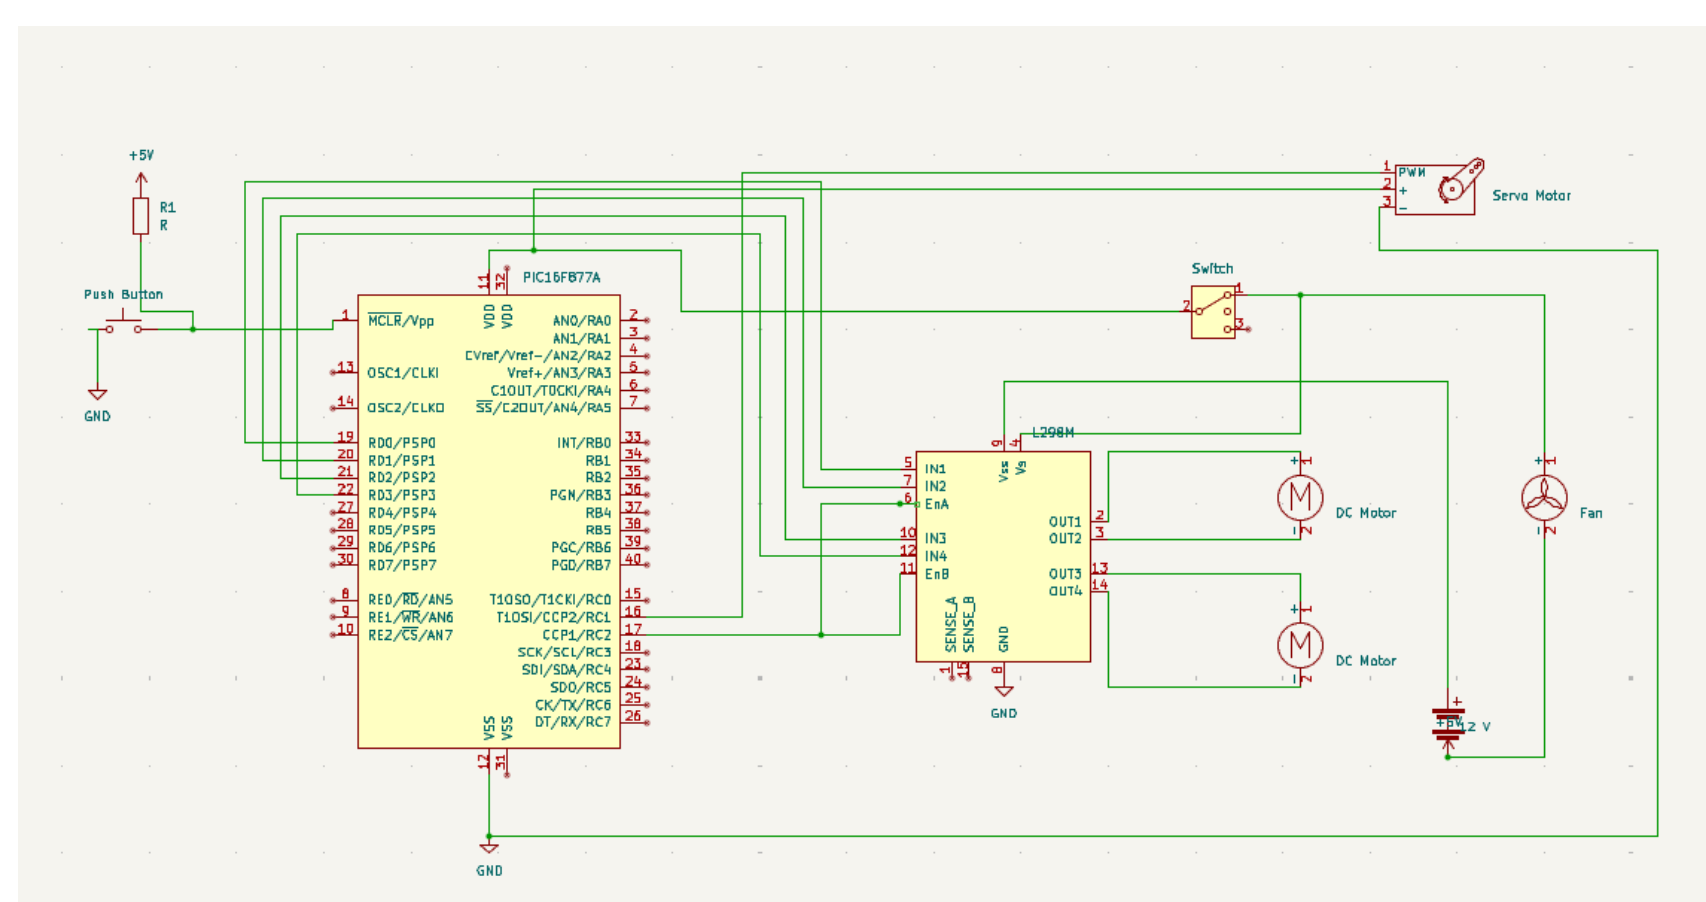 +5V
R1
R
Push Button
GND
PIC16F877A
11
32
VDD
VDD
1
MCLR/Vpp
13
OSC1/CLKI
14
OSC2/CLKO
19
RD0/PSP0
20
RD1/PSP1
21
RD2/PSP2
22
RD3/PSP3
27
RD4/PSP4
28
RD5/PSP5
29
RD6/PSP6
30
RD7/PSP7
8
RE0/RD/AN5
9
RE1/WR/AN6
10
RE2/CS/AN7
AN0/RA0
2
AN1/RA1
3
CVref/Vref-/AN2/RA2
4
Vref+/AN3/RA3
5
C1OUT/T0CKI/RA4
6
SS/C2OUT/AN4/RA5
7
INT/RB0
33
RB1
34
RB2
35
PGN/RB3
36
RB4
37
RB5
38
PGC/RB6
39
PGD/RB7
40
T1OSO/T1CKI/RC0
15
T1OSI/CCP2/RC1
16
CCP1/RC2
17
SCK/SCL/RC3
18
SDI/SDA/RC4
23
SDO/RC5
24
CK/TX/RC6
25
DT/RX/RC7
26
VSS
VSS
12
31
GND
L298M
9
4
Vss
Vs
5
IN1
7
IN2
6
EnA
10
IN3
12
IN4
11
EnB
OUT1
2
OUT2
3
OUT3
13
OUT4
14
SENSE_A
SENSE_B
GND
1
15
8
GND
Switch
1
2
3
1
PWM
2
+
3
-
Servo Motor
+
1
M
DC Motor
-
2
+
1
M
DC Motor
-
2
+
1
Fan
-
2
+
+5V
12 V